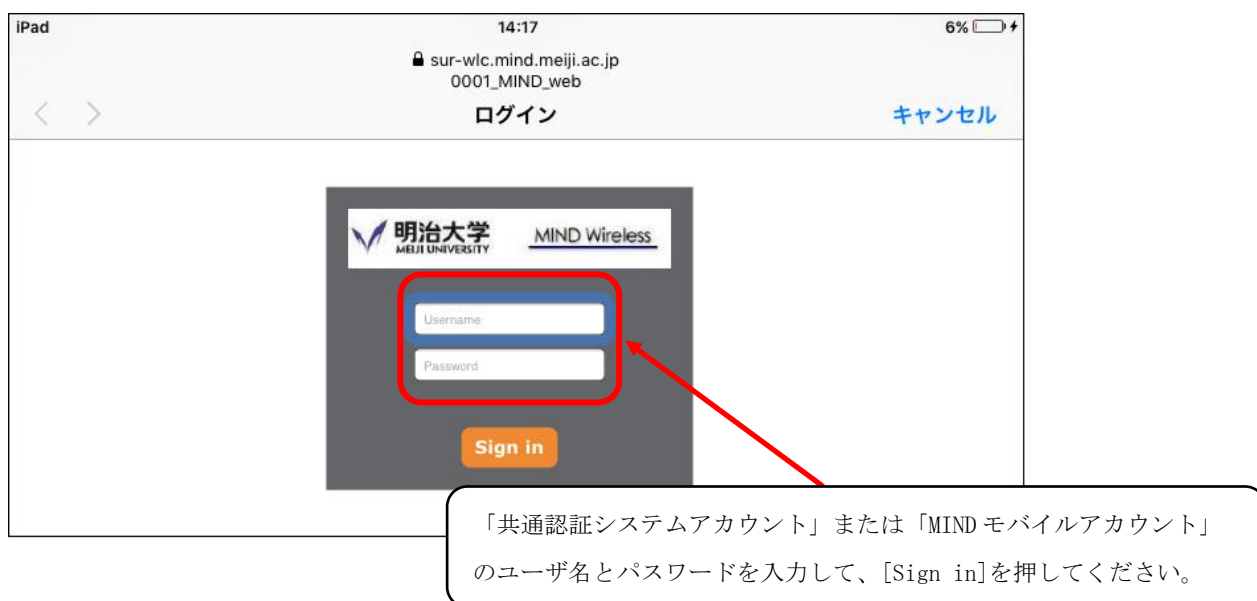 iPad 14:17 6%
sur-wlc.mind.meiji.ac.jp
0001_MIND_web
< > ログイン キャンセル
明治大学 MIND Wireless
MEIJI UNIVERSITY
Username
Password
Sign in
「共通認証システムアカウント」または「MIND モバイルアカウント」
のユーザ名とパスワードを入力して、[Sign in]を押してください。